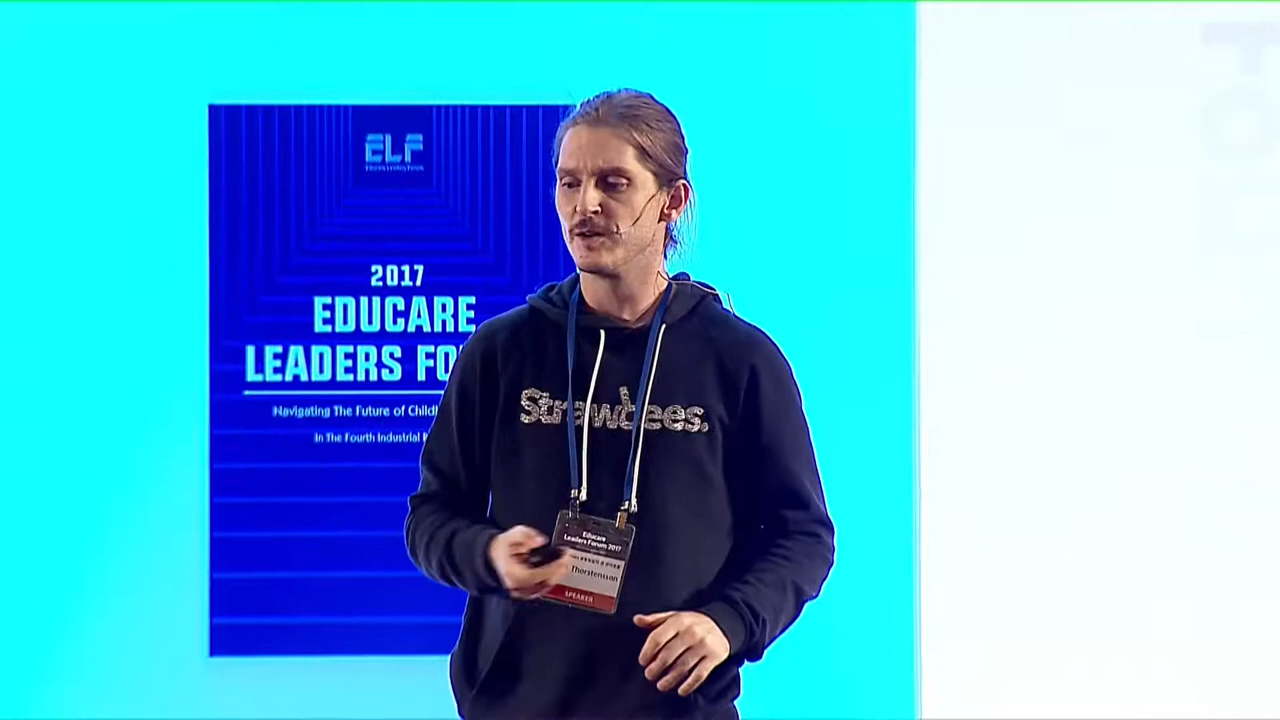 ELF
2017
EDUCARE
LEADERS FO
Navigating The Future of Child
In The Fourth Industrial
Strawbees.
Educare
Leaders Forum 2017
Thorstensson
SPEAKER